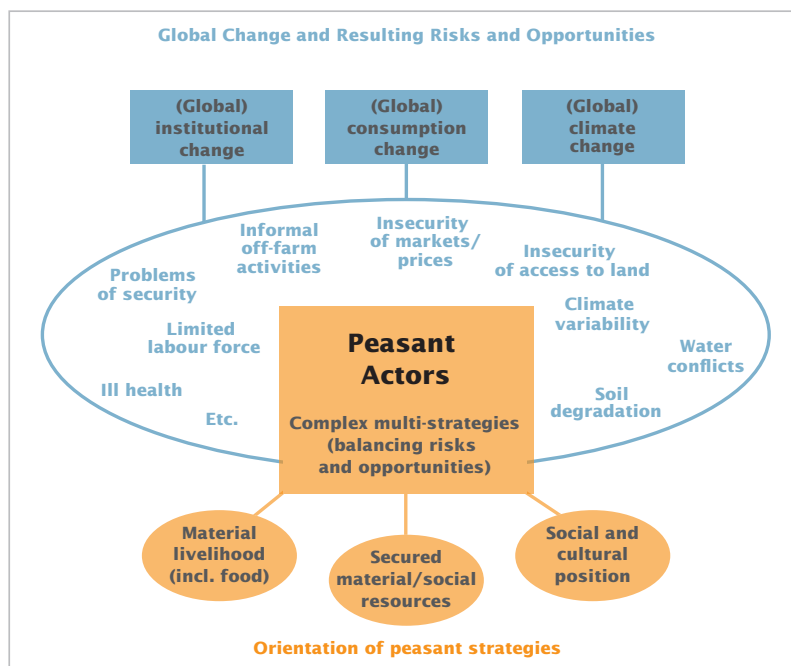 Global Change and Resulting Risks and Opportunities
(Global)
institutional
change
(Global)
consumption
change
(Global)
climate
change
Informal
off-farm
activities
Insecurity
of markets/
prices
Insecurity
of access to land
Problems
of security
Climate
variability
Limited
labour force
Water
conflicts
Ill health
Soil
degradation
Etc.
Peasant
Actors
Complex multi-strategies
(balancing risks
and opportunities)
Material
livelihood
(incl. food)
Secured
material/social
resources
Social and
cultural
position
Orientation of peasant strategies